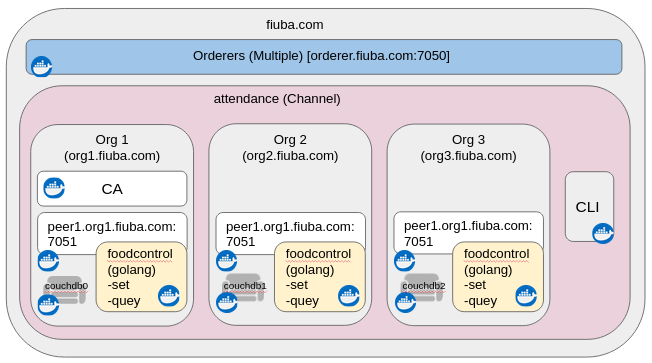 fiuba.com
Orderers (Multiple) [orderer.fiuba.com:7050]
attendance (Channel)
Org 1
(org1.fiuba.com)
CA
peer1.org1.fiuba.com:
7051
foodcontrol
(golang)
-set
-quey
couchdb0
Org 2
(org2.fiuba.com)
peer1.org1.fiuba.com:
7051
foodcontrol
(golang)
-set
-quey
couchdb1
Org 3
(org3.fiuba.com)
peer1.org1.fiuba.com:
7051
foodcontrol
(golang)
-set
-quey
couchdb2
CLI